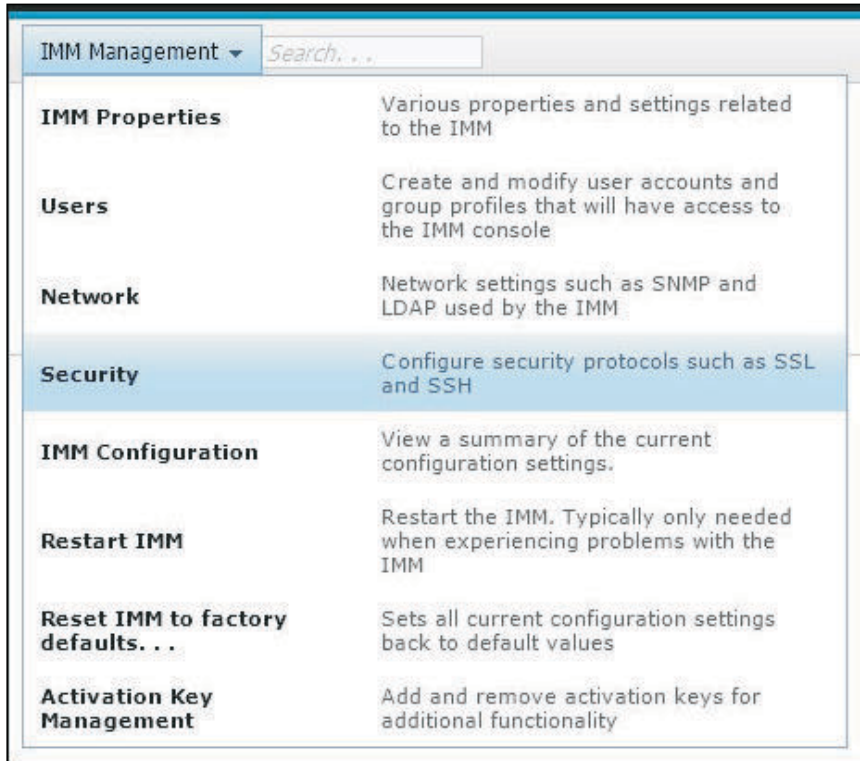 IMM Management
Search. . .
IMM Properties
Various properties and settings related
to the IMM
Users
Create and modify user accounts and
group profiles that will have access to
the IMM console
Network
Network settings such as SNMP and
LDAP used by the IMM
Security
Configure security protocols such as SSL
and SSH
IMM Configuration
View a summary of the current
configuration settings.
Restart IMM
Restart the IMM. Typically only needed
when experiencing problems with the
IMM
Reset IMM to factory
defaults. . .
Sets all current configuration settings
back to default values
Activation Key
Management
Add and remove activation keys for
additional functionality